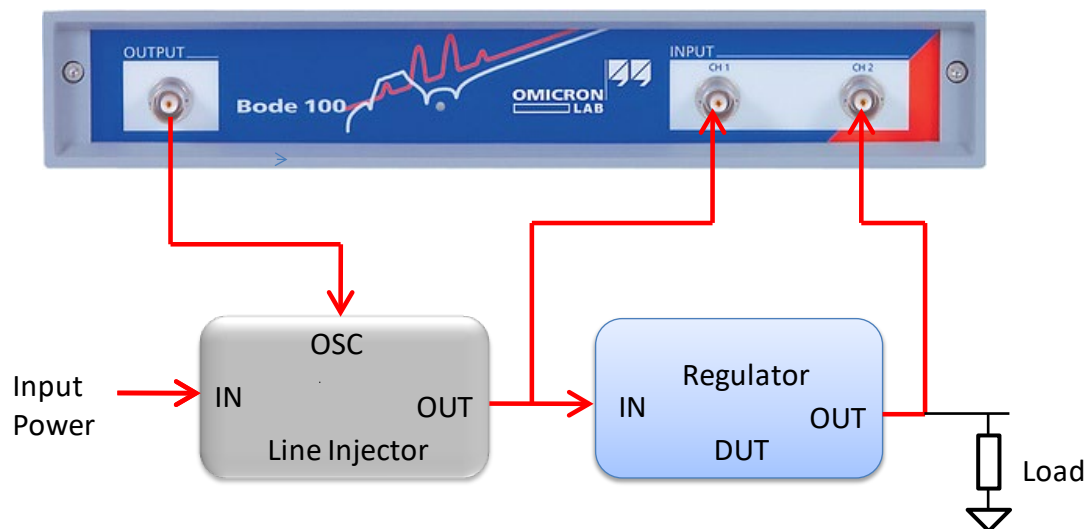 OUTPUT
Bode 100
OMICRON
LAB
INPUT
CH 1
CH 2
OSC
Input
Power
IN
OUT
Line Injector
Regulator
IN
OUT
DUT
Load